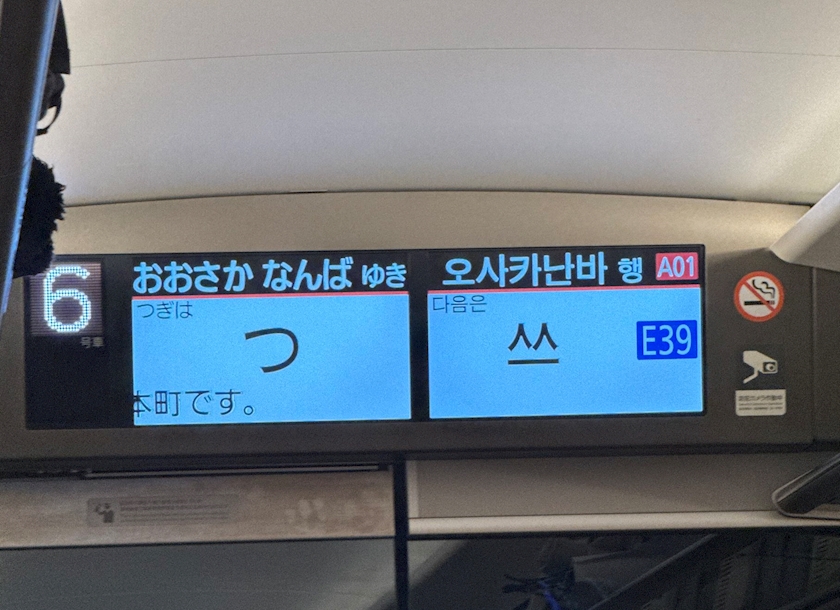 6
号車
おおさか なんば ゆき
つぎは
つ
本町です。
오사카난바 행 A01
다음은
쓰
E39